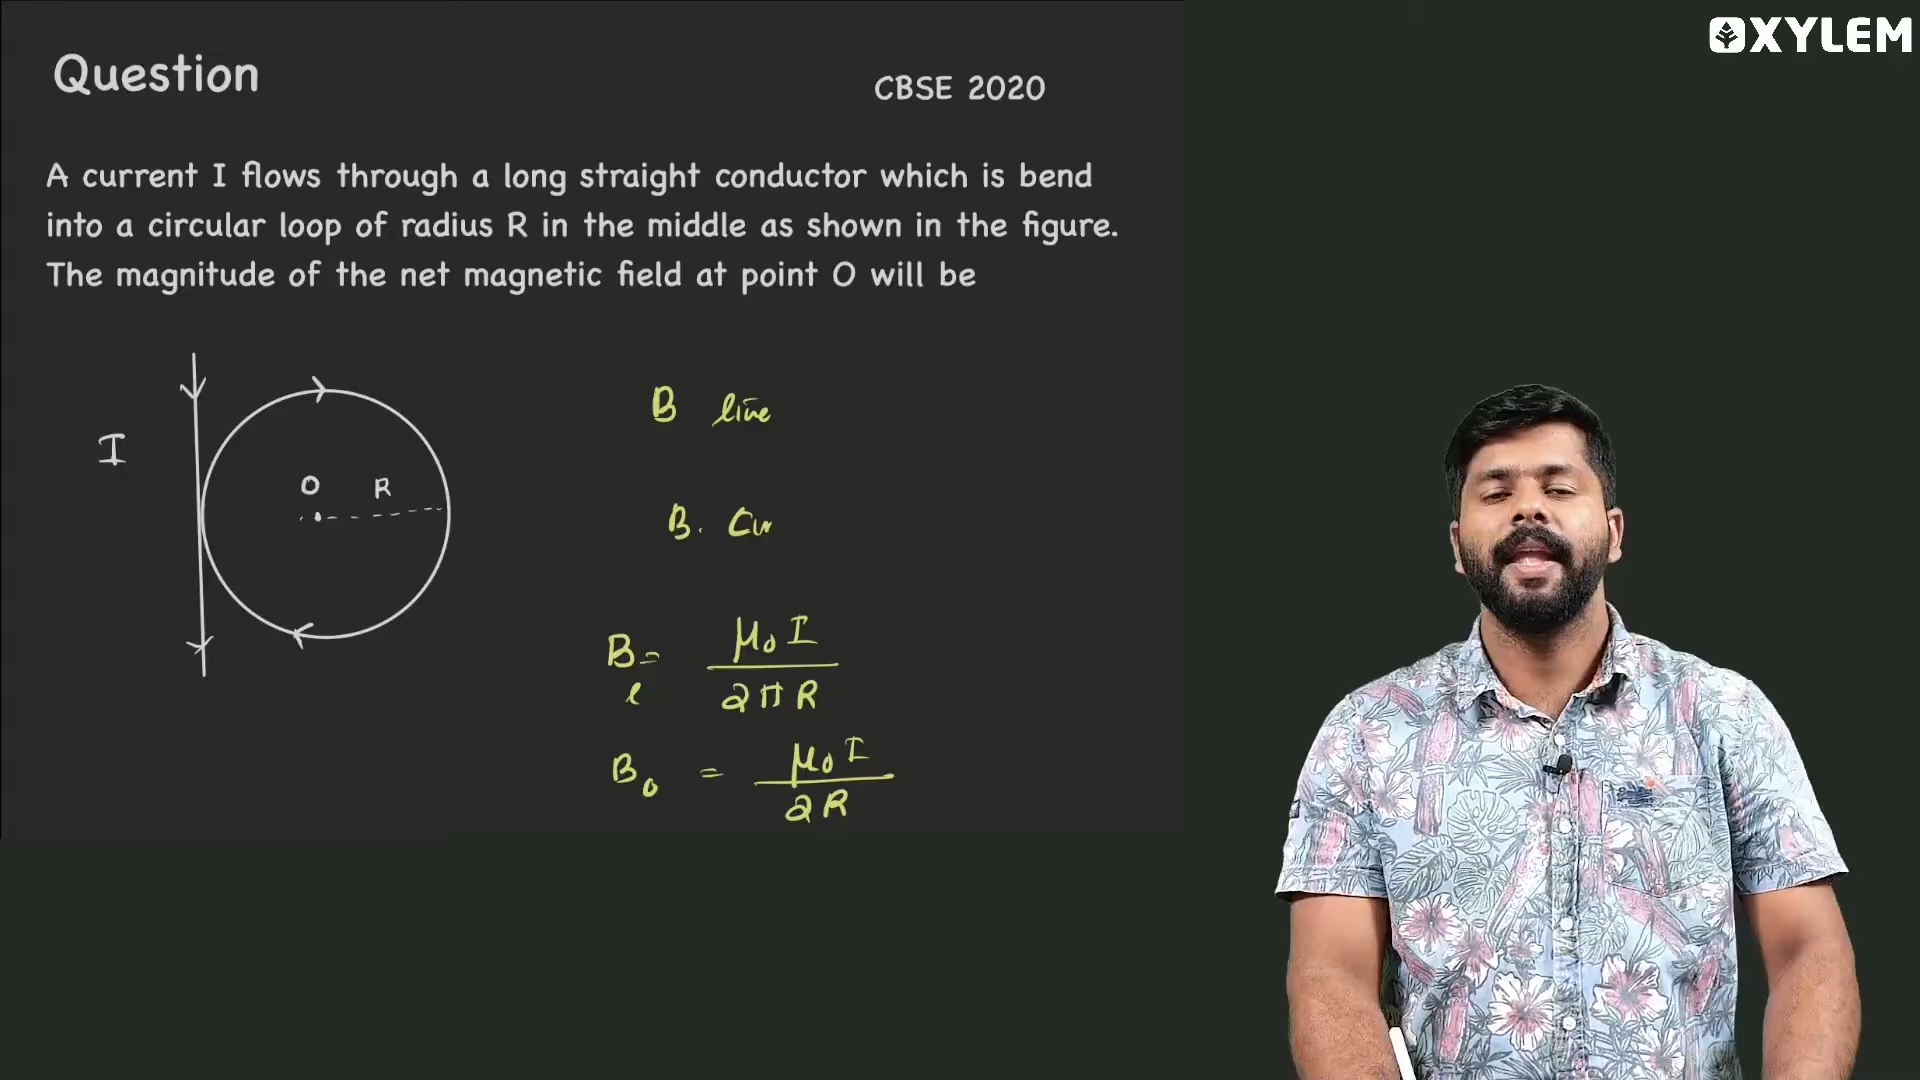 XYLEM
Question
CBSE 2020
A current I flows through a long straight conductor which is bend
into a circular loop of radius R in the middle as shown in the figure.
The magnitude of the net magnetic field at point O will be
I
O R
B line
B.
B
l
= μ₀I / 2πR
B₀ = μ₀I / 2R